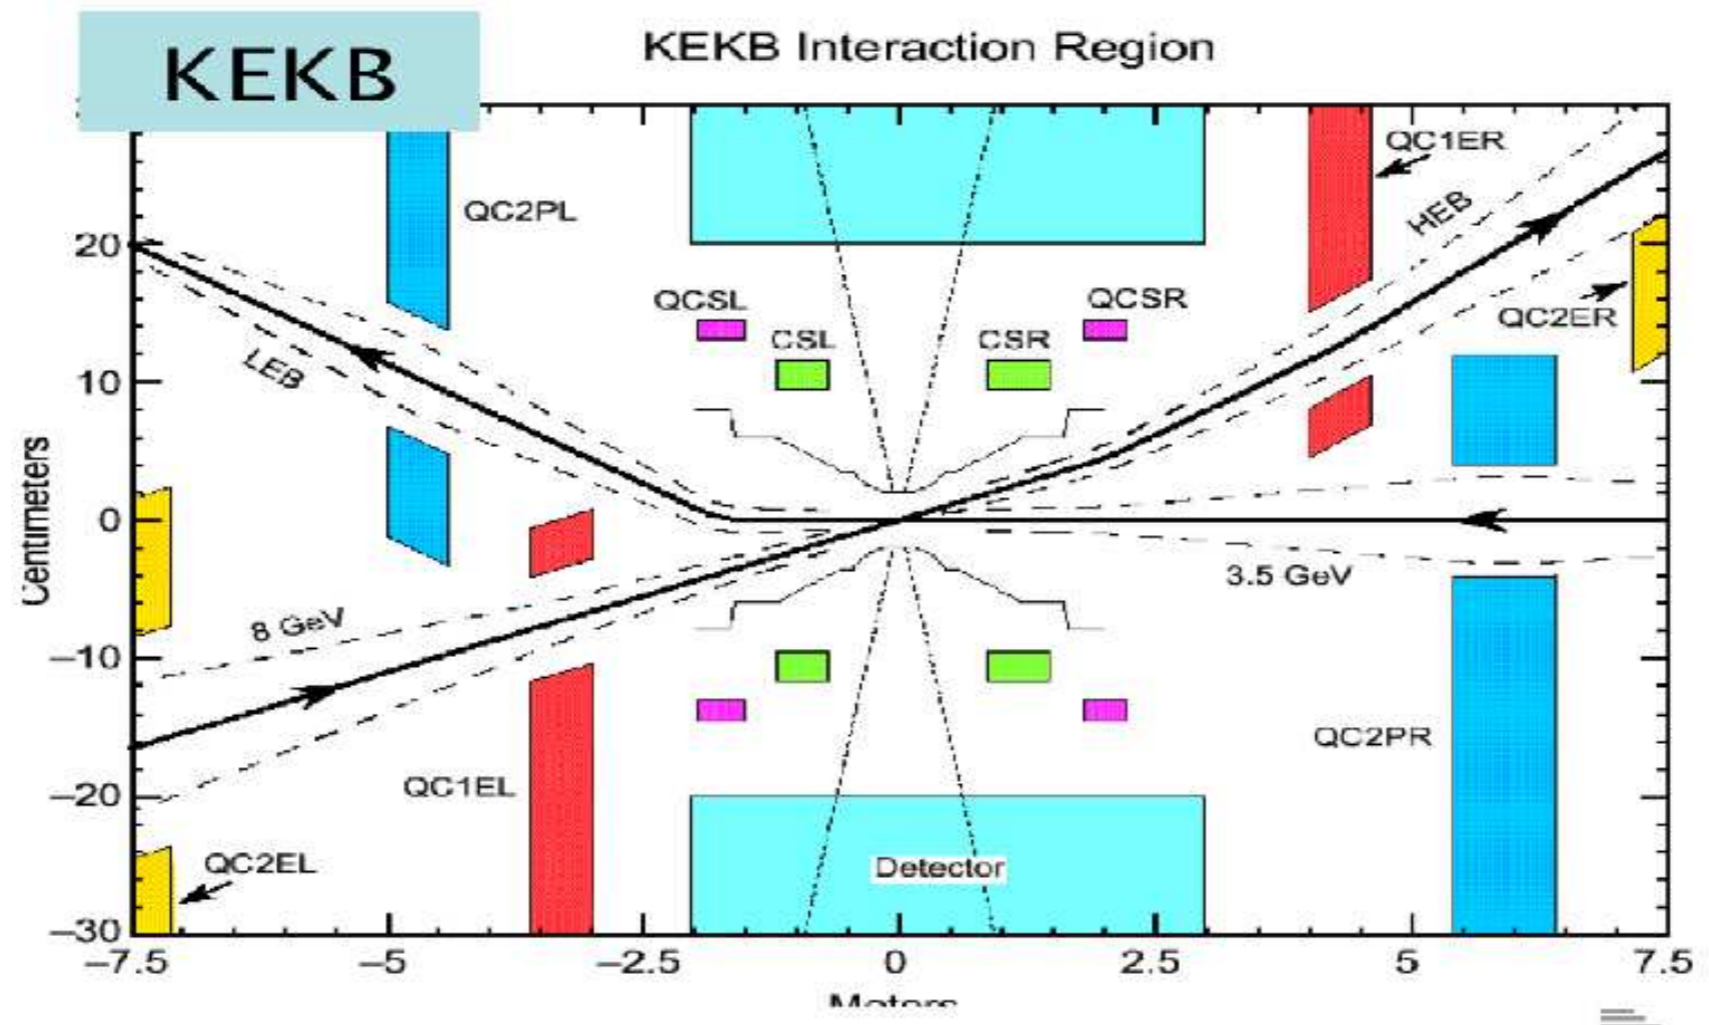 KEKB
KEKB Interaction Region
QC1ER
QC2PL
HEB
20
QCSL
QCSR
QC2ER
CSL
CSR
LEB
10
Centimeters
0
3.5 GeV
8 GeV
–10
QC2PR
QC1EL
–20
QC2EL
Detector
–30
–7.5
–5
–2.5
0
2.5
5
7.5
Meters